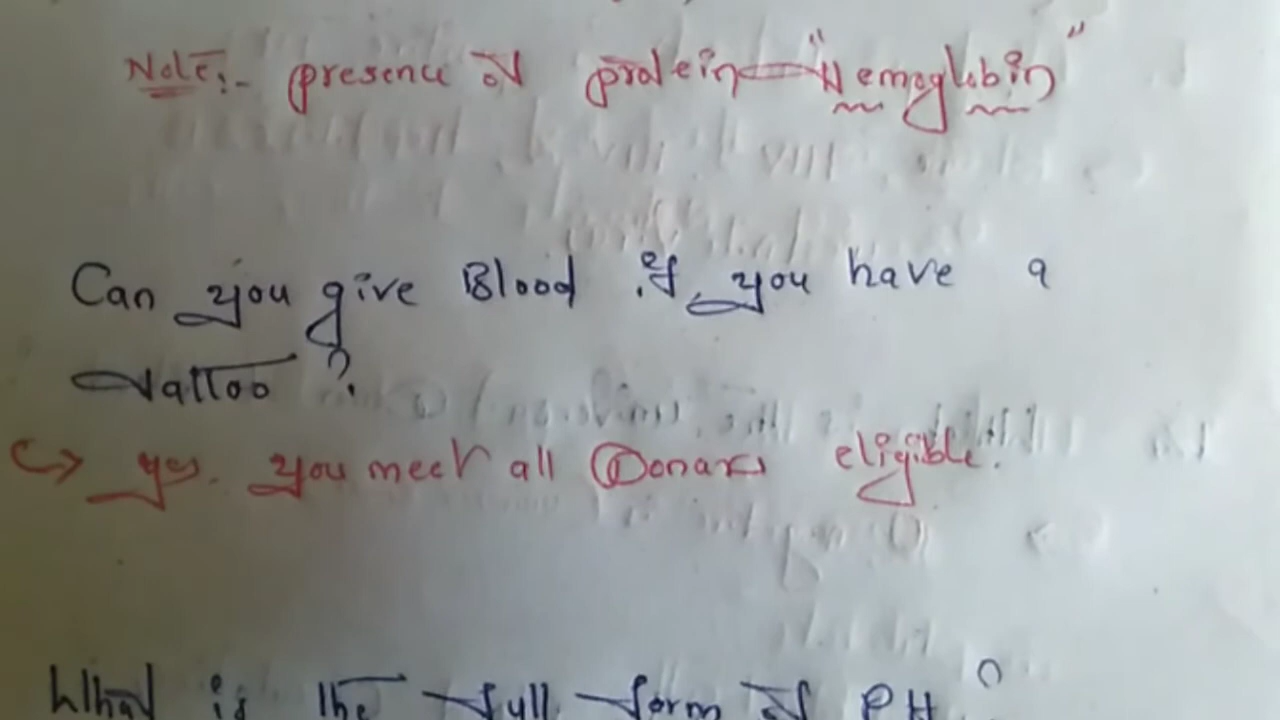 Note:- presence of protein "Hemoglobin"
Can you give Blood if you have a
Tattoo ?
↪ yes. you meet all Donars eligible.
What is the full form of PH ?